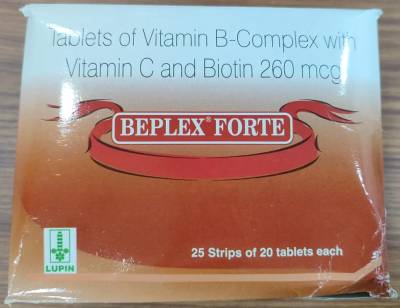 Tablets of Vitamin B-Complex with
Vitamin C and Biotin 260 mcg
BEPLEX® FORTE
25 Strips of 20 tablets each
LUPIN